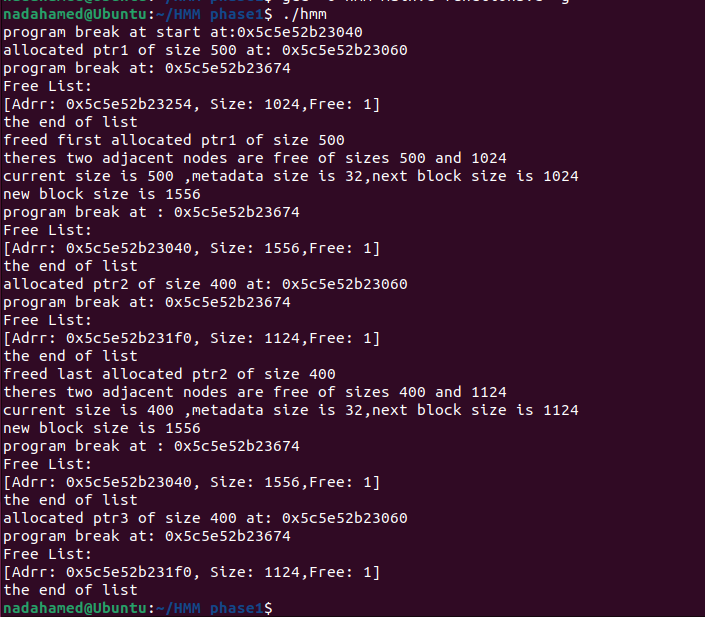 nadahamed@Ubuntu:~/HMM phase1$ ./hmm
program break at start at:0x5c5e52b23040
allocated ptr1 of size 500 at: 0x5c5e52b23060
program break at: 0x5c5e52b23674
Free List:
[Adrr: 0x5c5e52b23254, Size: 1024,Free: 1]
the end of list
freed first allocated ptr1 of size 500
theres two adjacent nodes are free of sizes 500 and 1024
current size is 500 ,metadata size is 32,next block size is 1024
new block size is 1556
program break at : 0x5c5e52b23674
Free List:
[Adrr: 0x5c5e52b23040, Size: 1556,Free: 1]
the end of list
allocated ptr2 of size 400 at: 0x5c5e52b23060
program break at: 0x5c5e52b23674
Free List:
[Adrr: 0x5c5e52b231f0, Size: 1124,Free: 1]
the end of list
freed last allocated ptr2 of size 400
theres two adjacent nodes are free of sizes 400 and 1124
current size is 400 ,metadata size is 32,next block size is 1124
new block size is 1556
program break at : 0x5c5e52b23674
Free List:
[Adrr: 0x5c5e52b23040, Size: 1556,Free: 1]
the end of list
allocated ptr3 of size 400 at: 0x5c5e52b23060
program break at: 0x5c5e52b23674
Free List:
[Adrr: 0x5c5e52b231f0, Size: 1124,Free: 1]
the end of list
nadahamed@Ubuntu:~/HMM phase1$